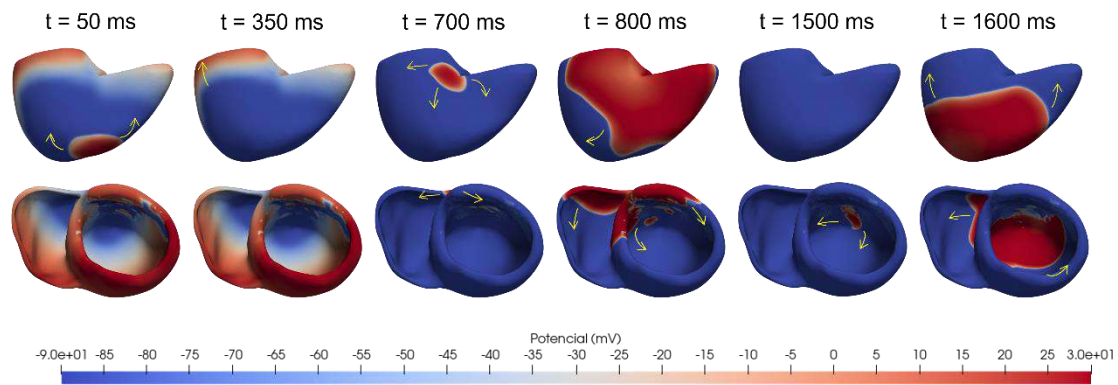 t = 50 ms t = 350 ms t = 700 ms t = 800 ms t = 1500 ms t = 1600 ms
Potencial (mV)
-9.0e+01 -85 -80 -75 -70 -65 -60 -55 -50 -45 -40 -35 -30 -25 -20 -15 -10 -5 0 5 10 16 20 3.0e+01